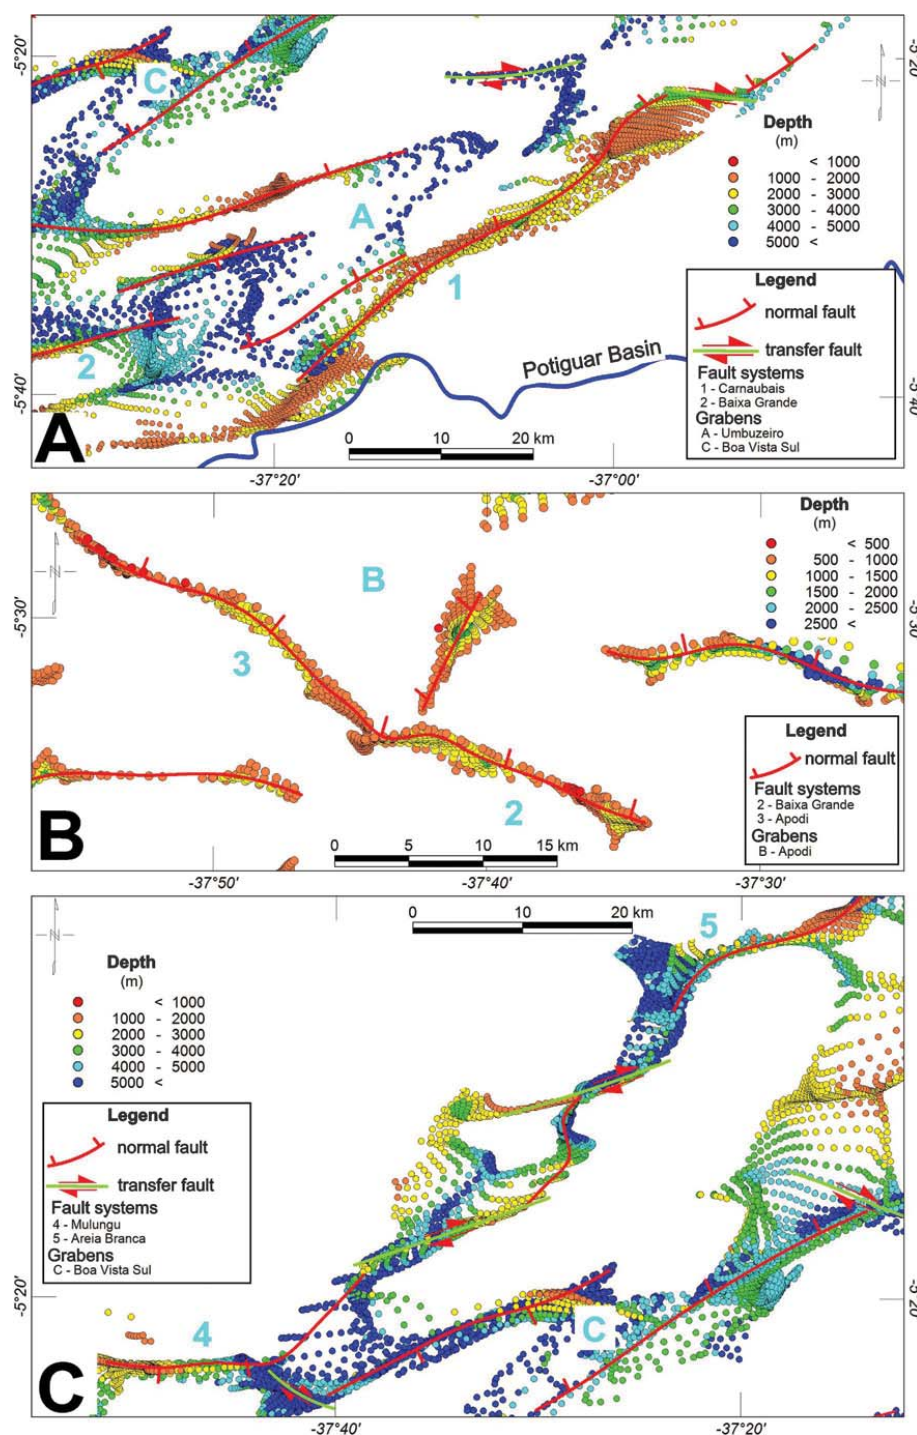 -5°20'
-5°20'
C
N
Depth
(m)
< 1000
1000 - 2000
2000 - 3000
3000 - 4000
4000 - 5000
5000 <
A
1
Legend
normal fault
transfer fault
Fault systems
1 - Carnaubais
2 - Baixa Grande
Grabens
A - Umbuzeiro
C - Boa Vista Sul
2
Potiguar Basin
-5°40'
-5°40'
A
0 10 20 km
-37°20' -37°00'
N
B
Depth
(m)
< 500
500 - 1000
1000 - 1500
1500 - 2000
2000 - 2500
2500 <
-5°30'
-5°30'
3
Legend
normal fault
Fault systems
2 - Baixa Grande
3 - Apodi
Grabens
B - Apodi
2
B
0 5 10 15 km
-37°50' -37°40' -37°30'
0 10 20 km
5
N
Depth
(m)
< 1000
1000 - 2000
2000 - 3000
3000 - 4000
4000 - 5000
5000 <
Legend
normal fault
transfer fault
Fault systems
4 - Mulungu
5 - Areia Branca
Grabens
C - Boa Vista Sul
-5°20'
-5°20'
4
C
C
-37°40' -37°20'